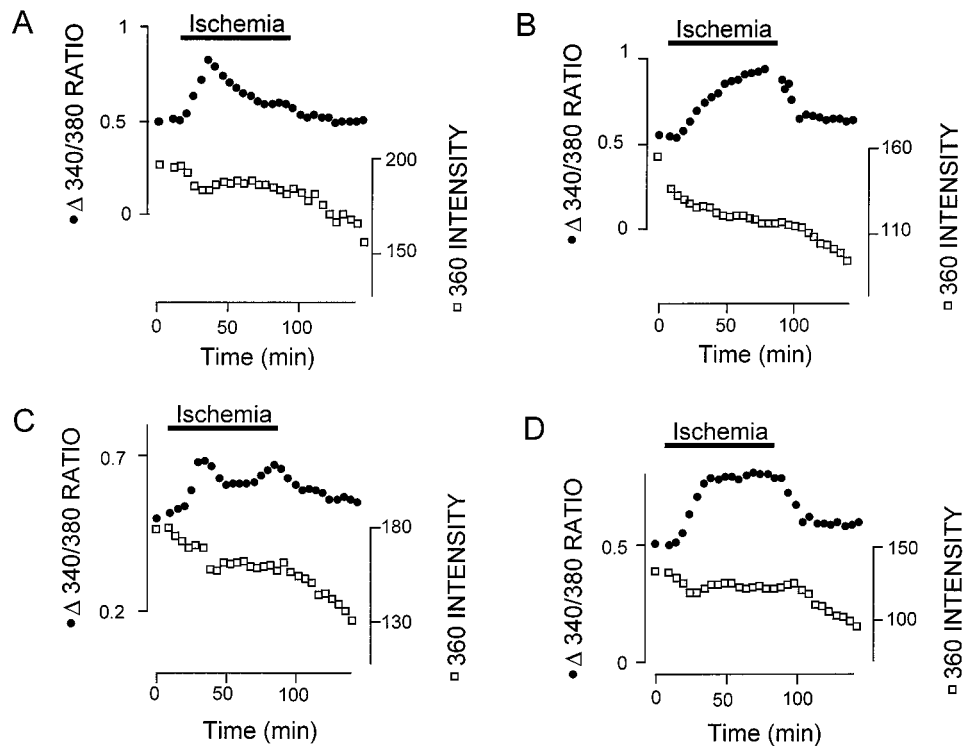 A
Ischemia
● Δ 340/380 RATIO
1
0.5
0
200
150
□ 360 INTENSITY
0 50 100
Time (min)
B
Ischemia
● Δ 340/380 RATIO
1
0.5
0
160
110
□ 360 INTENSITY
0 50 100
Time (min)
C
Ischemia
● Δ 340/380 RATIO
0.7
0.2
180
130
□ 360 INTENSITY
0 50 100
Time (min)
D
Ischemia
● Δ 340/380 RATIO
0.5
0
150
100
□ 360 INTENSITY
0 50 100
Time (min)